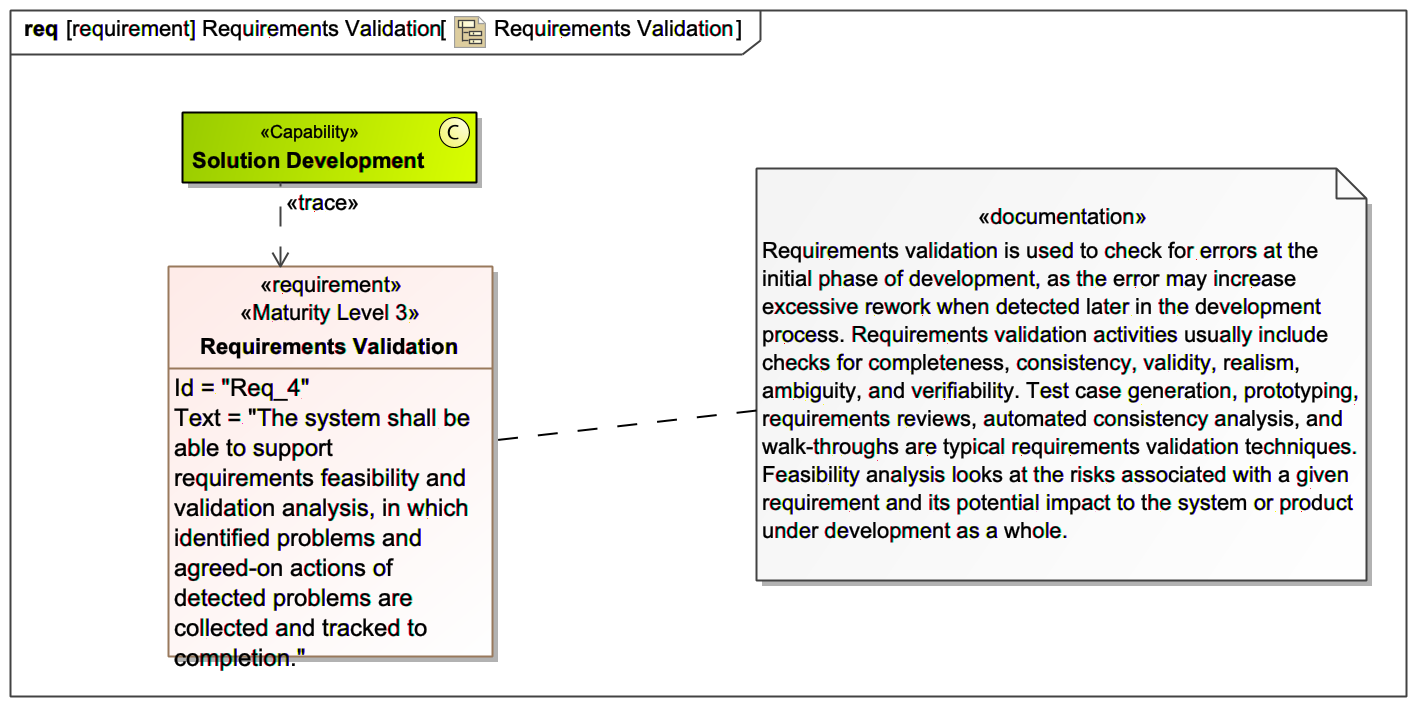 req [requirement] Requirements Validation[ Requirements Validation]
«Capability»
C
Solution Development
«trace»
«requirement»
«Maturity Level 3»
Requirements Validation
Id = "Req_4"
Text = "The system shall be
able to support
requirements feasibility and
validation analysis, in which
identified problems and
agreed-on actions of
detected problems are
collected and tracked to
completion."
«documentation»
Requirements validation is used to check for errors at the
initial phase of development, as the error may increase
excessive rework when detected later in the development
process. Requirements validation activities usually include
checks for completeness, consistency, validity, realism,
ambiguity, and verifiability. Test case generation, prototyping,
requirements reviews, automated consistency analysis, and
walk-throughs are typical requirements validation techniques.
Feasibility analysis looks at the risks associated with a given
requirement and its potential impact to the system or product
under development as a whole.